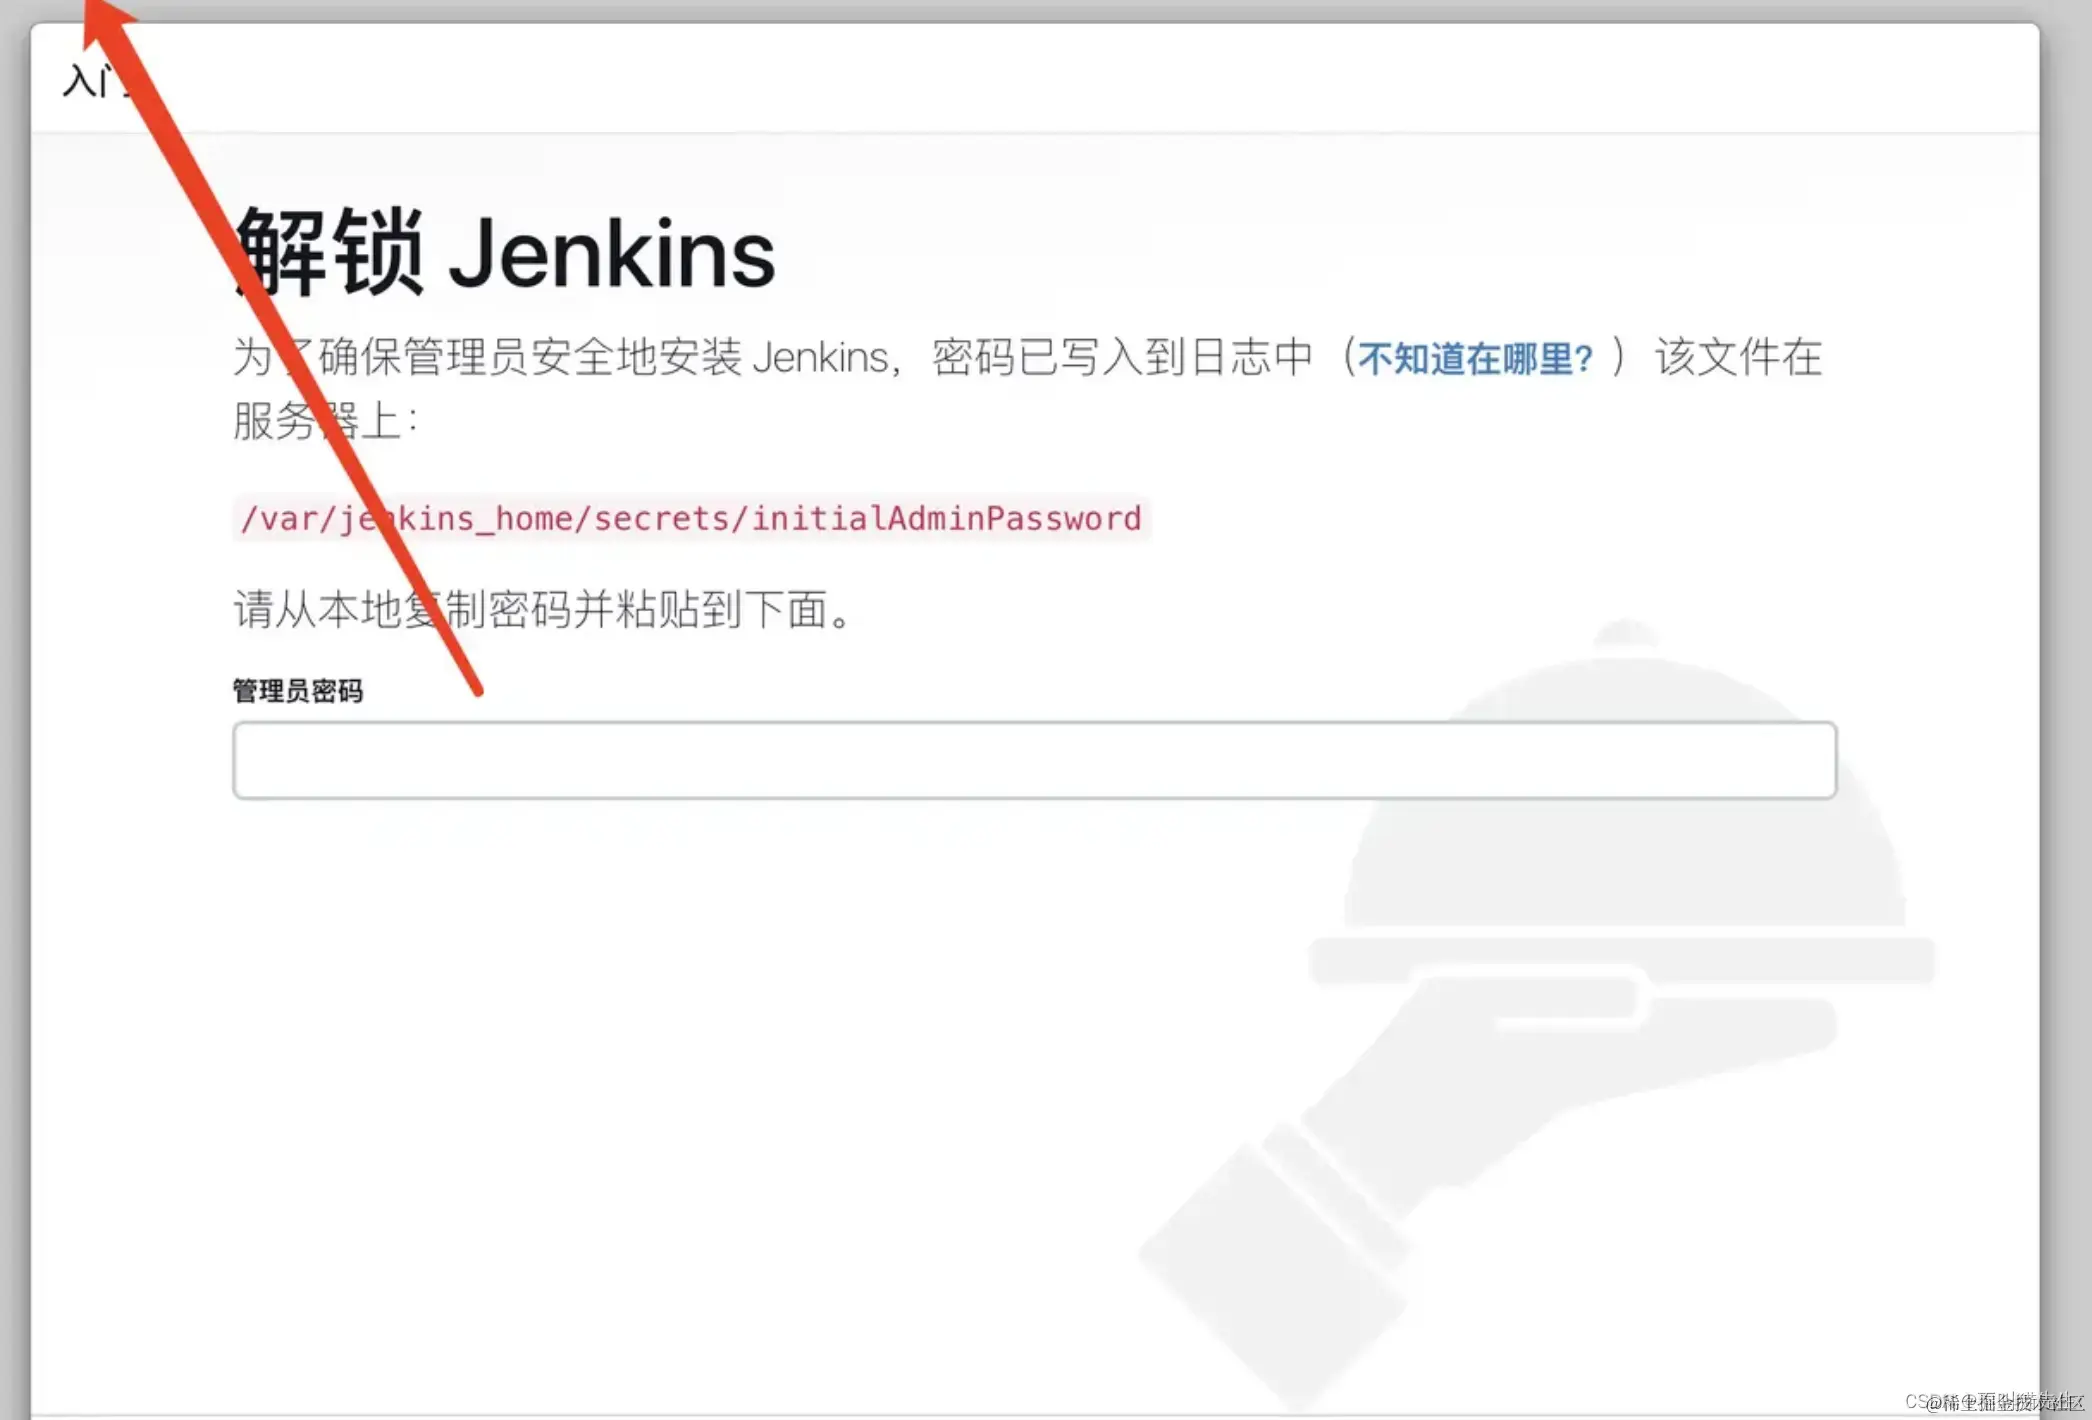 入门
解锁 Jenkins
为了确保管理员安全地安装 Jenkins，密码已写入到日志中（不知道在哪里？）该文件在
服务器上：
/var/jenkins_home/secrets/initialAdminPassword
请从本地复制密码并粘贴到下面。
管理员密码
@稀土掘金技术社区